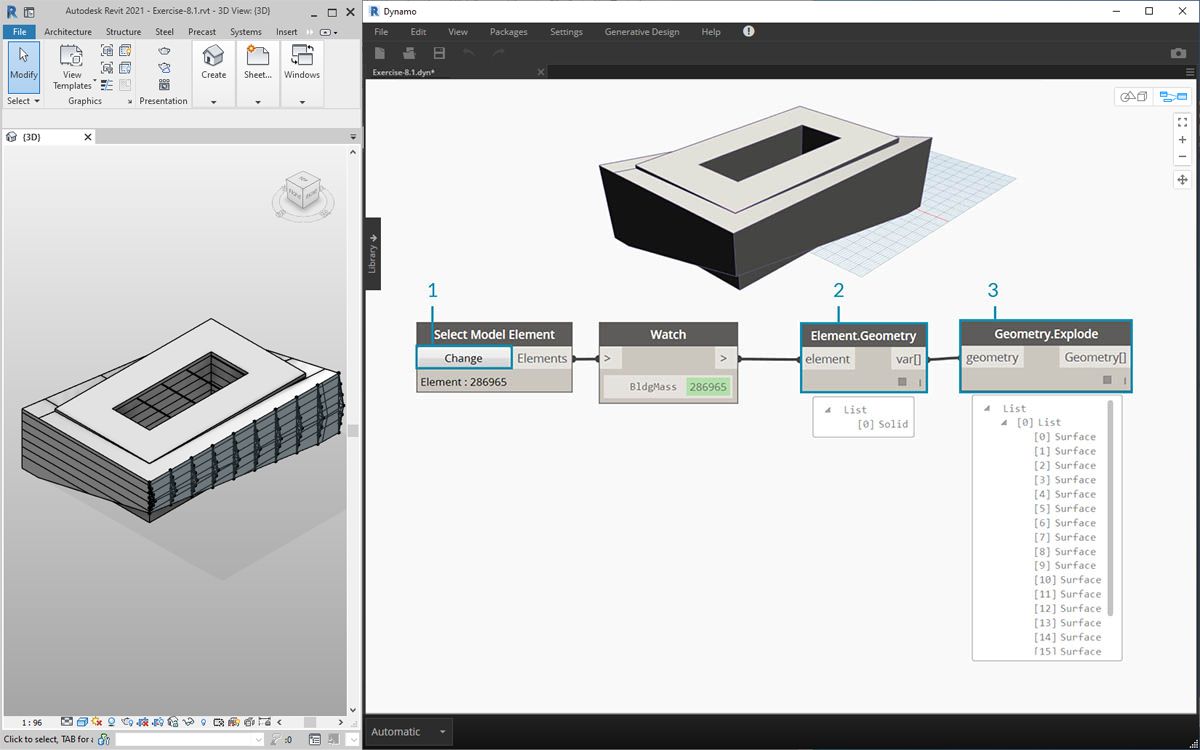 Autodesk Revit 2021 - Exercise-8.1.rvt - 3D View: {3D}
File Architecture Structure Steel Precast Systems Insert
Modify
View
Templates
Create
Sheet...
Windows
Select Graphics Presentation
{3D}
1 : 96
Click to select, TAB for
:0
Dynamo
File Edit View Packages Settings Generative Design Help
Exercise-8.1.dyn*
Library
1
2
3
Select Model Element
Change Elements
Element : 286965
Watch
> >
BldgMass 286965
Element.Geometry
element var[]
List
[0] Solid
Geometry.Explode
geometry Geometry[]
List
[0] List
[0] Surface
[1] Surface
[2] Surface
[3] Surface
[4] Surface
[5] Surface
[6] Surface
[7] Surface
[8] Surface
[9] Surface
[10] Surface
[11] Surface
[12] Surface
[13] Surface
[14] Surface
[15] Surface
Automatic